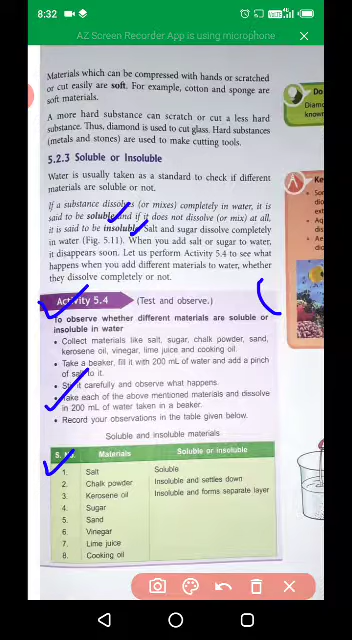 8:32
AZ Screen Recorder App is using microphone
Materials which can be compressed with hands or scratched
or cut easily are soft. For example, cotton and sponge are
soft materials.
A more hard substance can scratch or cut a less hard
substance. Thus, diamond is used to cut glass. Hard substances
(metals and stones) are used to make cutting tools.
5.2.3 Soluble or Insoluble
Water is usually taken as a standard to check if different
materials are soluble or not.
If a substance dissolves (or mixes) completely in water, it is
said to be soluble and if it does not dissolve (or mix) at all,
it is said to be insoluble. Salt and sugar dissolve completely
in water (Fig. 5.11). When you add salt or sugar to water,
it disappears soon. Let us perform Activity 5.4 to see what
happens when you add different materials to water, whether
they dissolve completely or not.
Activity 5.4 (Test and observe.)
To observe whether different materials are soluble or
insoluble in water
• Collect materials like salt, sugar, chalk powder, sand,
kerosene oil, vinegar, lime juice and cooking oil.
• Take a beaker, fill it with 200 mL of water and add a pinch
of salt to it.
• Stir it carefully and observe what happens.
• Take each of the above mentioned materials and dissolve
in 200 mL of water taken in a beaker.
• Record your observations in the table given below.
Soluble and insoluble materials
S. No. Materials Soluble or insoluble
1. Salt Soluble
2. Chalk powder Insoluble and settles down
3. Kerosene oil Insoluble and forms separate layer
4. Sugar
5. Sand
6. Vinegar
7. Lime juice
8. Cooking oil
Do
Diamo
known
A
Ke